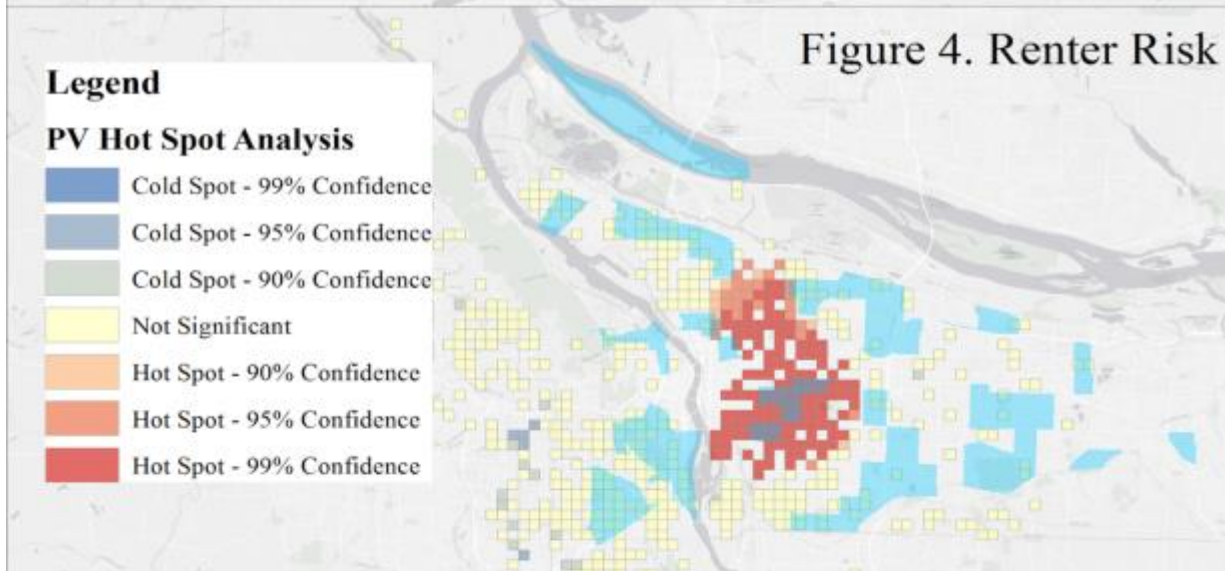 Figure 4. Renter Risk
Legend
PV Hot Spot Analysis
Cold Spot - 99% Confidence
Cold Spot - 95% Confidence
Cold Spot - 90% Confidence
Not Significant
Hot Spot - 90% Confidence
Hot Spot - 95% Confidence
Hot Spot - 99% Confidence